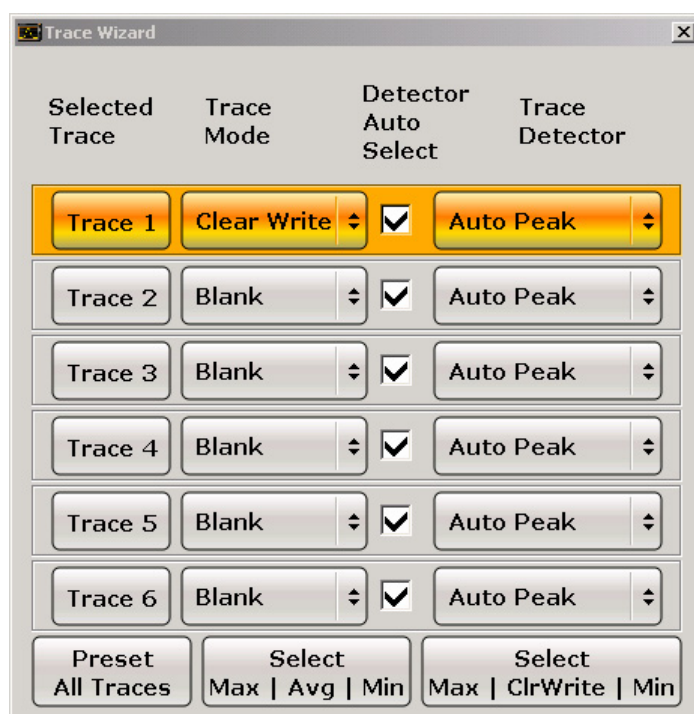 Trace Wizard
Selected Trace
Trace Mode
Detector Auto Select
Trace Detector
Trace 1 Clear Write Auto Peak
Trace 2 Blank Auto Peak
Trace 3 Blank Auto Peak
Trace 4 Blank Auto Peak
Trace 5 Blank Auto Peak
Trace 6 Blank Auto Peak
Preset All Traces
Select Max | Avg | Min
Select Max | ClrWrite | Min